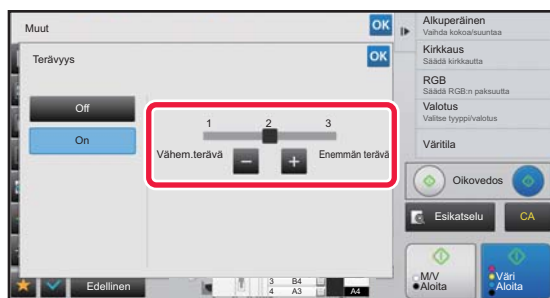 Muut
OK
Terävyys
OK
Off
On
1 2 3
Vähem.terävä
Enemmän terävä
Edellinen
3 B4
4 A3
A4
Alkuperäinen
Vaihda kokoa/suuntaa
Kirkkaus
Säädä kirkkautta
RGB
Säädä RGB:n paksuutta
Valotus
Valitse tyyppi/valotus
Väritila
Oikovedos
Esikatselu
CA
M/V
Aloita
Väri
Aloita